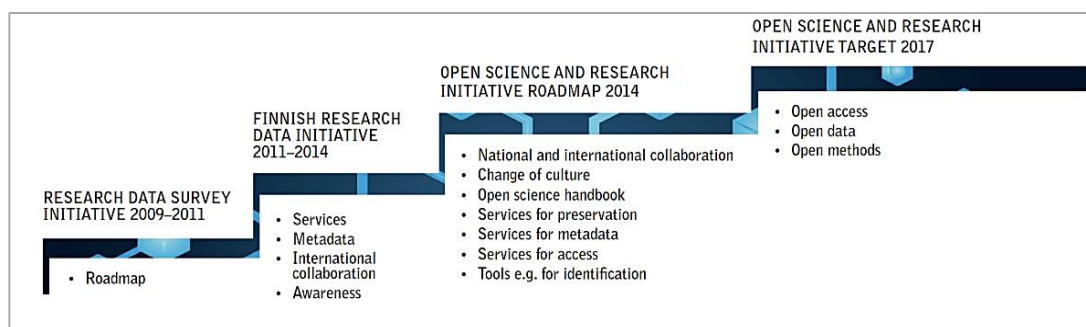 RESEARCH DATA SURVEY
INITIATIVE 2009–2011
• Roadmap
FINNISH RESEARCH
DATA INITIATIVE
2011–2014
• Services
• Metadata
• International
collaboration
• Awareness
OPEN SCIENCE AND RESEARCH
INITIATIVE ROADMAP 2014
• National and international collaboration
• Change of culture
• Open science handbook
• Services for preservation
• Services for metadata
• Services for access
• Tools e.g. for identification
OPEN SCIENCE AND RESEARCH
INITIATIVE TARGET 2017
• Open access
• Open data
• Open methods